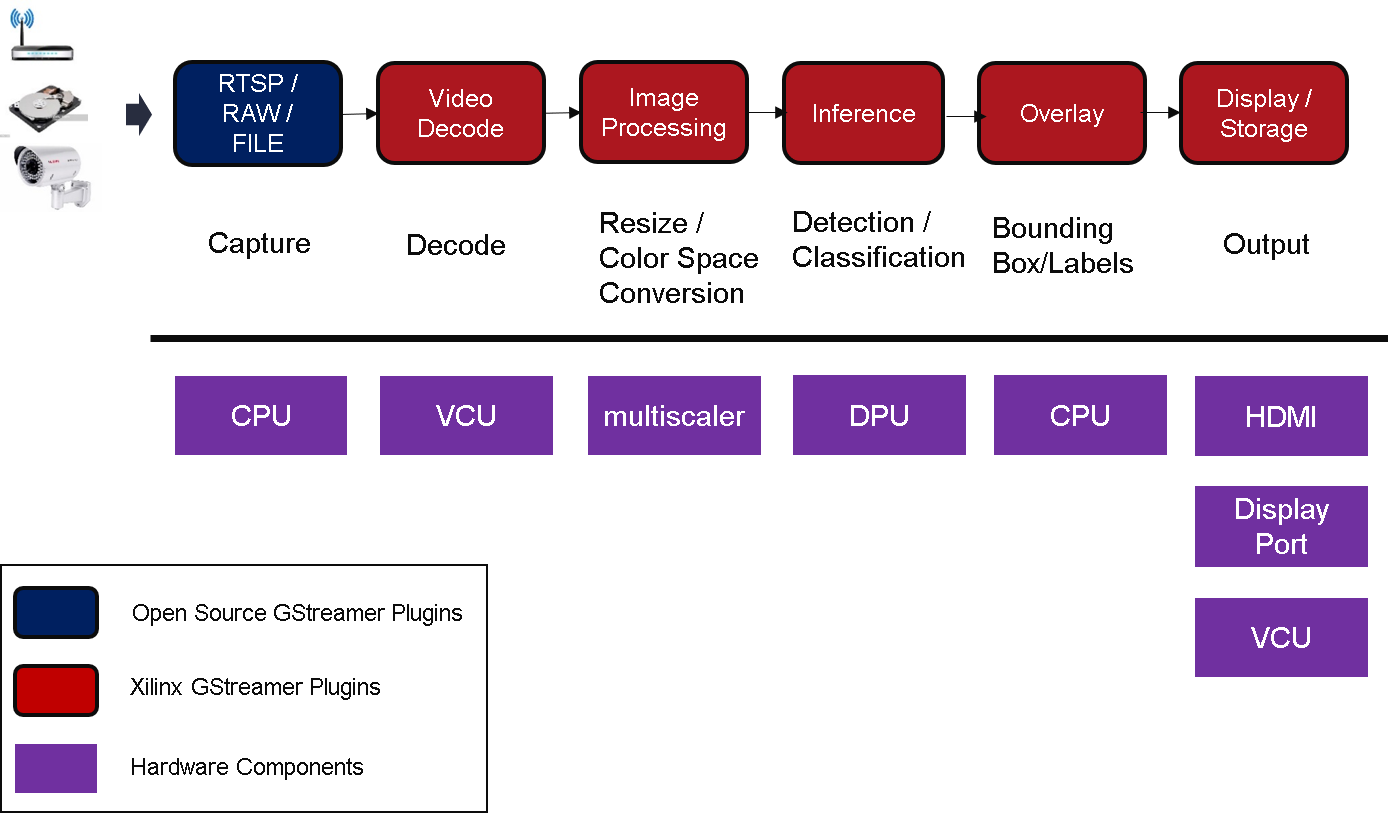 RTSP /
RAW /
FILE
Video
Decode
Image
Processing
Inference
Overlay
Display /
Storage
Capture
Decode
Resize /
Color Space
Conversion
Detection /
Classification
Bounding
Box/Labels
Output
CPU
VCU
multiscaler
DPU
CPU
HDMI
Display
Port
VCU
Open Source GStreamer Plugins
Xilinx GStreamer Plugins
Hardware Components